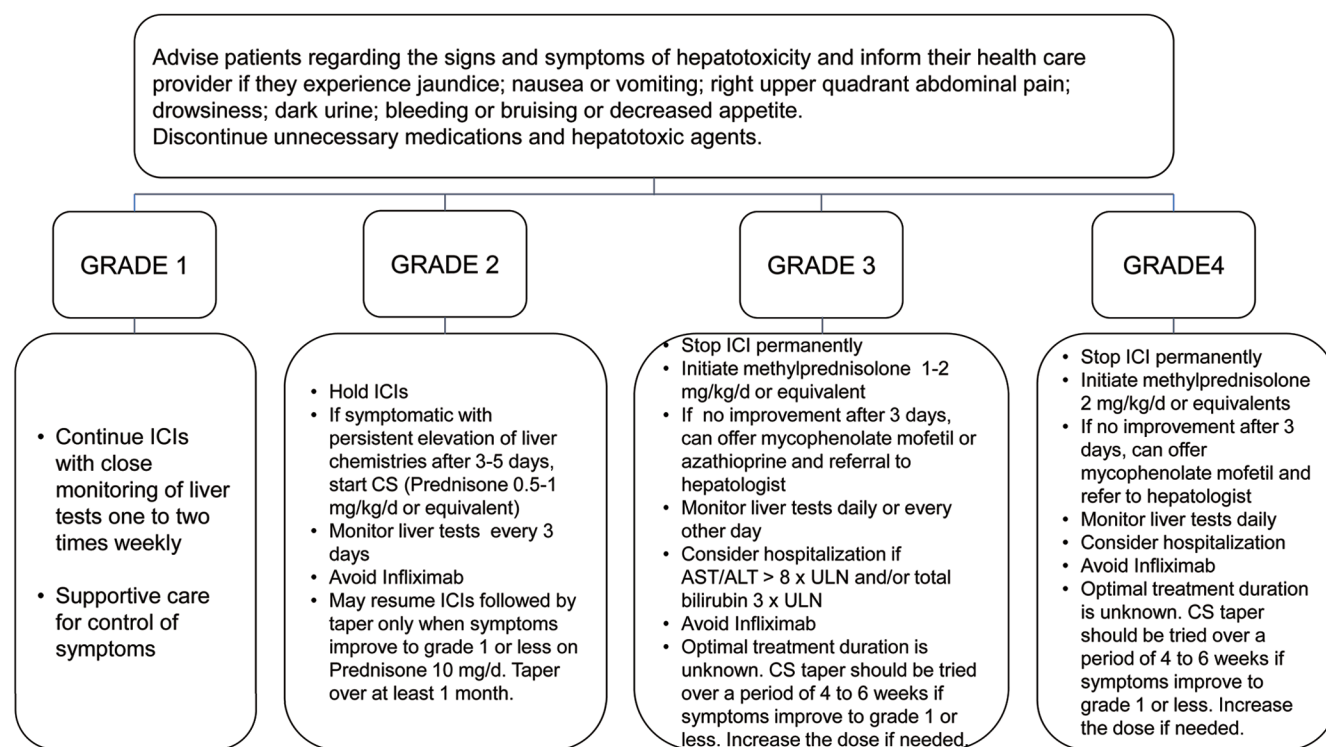 Advise patients regarding the signs and symptoms of hepatotoxicity and inform their health care
provider if they experience jaundice; nausea or vomiting; right upper quadrant abdominal pain;
drowsiness; dark urine; bleeding or bruising or decreased appetite.
Discontinue unnecessary medications and hepatotoxic agents.
GRADE 1
• Continue ICIs
with close
monitoring of liver
tests one to two
times weekly
• Supportive care
for control of
symptoms
GRADE 2
• Hold ICIs
• If symptomatic with
persistent elevation of liver
chemistries after 3-5 days,
start CS (Prednisone 0.5-1
mg/kg/d or equivalent)
• Monitor liver tests every 3
days
• Avoid Infliximab
• May resume ICIs followed by
taper only when symptoms
improve to grade 1 or less on
Prednisone 10 mg/d. Taper
over at least 1 month.
GRADE 3
• Stop ICI permanently
• Initiate methylprednisolone 1-2
mg/kg/d or equivalent
• If no improvement after 3 days,
can offer mycophenolate mofetil or
azathioprine and referral to
hepatologist
• Monitor liver tests daily or every
other day
• Consider hospitalization if
AST/ALT > 8 x ULN and/or total
bilirubin 3 x ULN
• Avoid Infliximab
• Optimal treatment duration is
unknown. CS taper should be tried
over a period of 4 to 6 weeks if
symptoms improve to grade 1 or
less. Increase the dose if needed.
GRADE4
• Stop ICI permanently
• Initiate methylprednisolone
2 mg/kg/d or equivalents
• If no improvement after 3
days, can offer
mycophenolate mofetil and
refer to hepatologist
• Monitor liver tests daily
• Consider hospitalization
• Avoid Infliximab
• Optimal treatment duration
is unknown. CS taper
should be tried over a
period of 4 to 6 weeks if
symptoms improve to
grade 1 or less. Increase
the dose if needed.